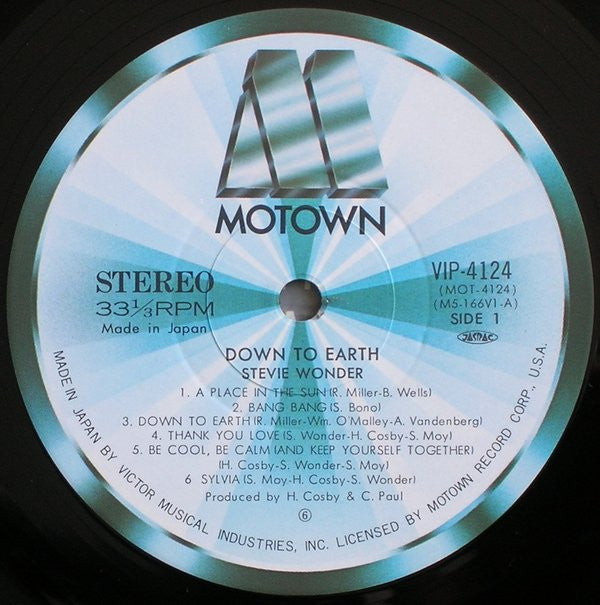 MOTOWN
STEREO
33⅓RPM
Made in Japan
VIP-4124
(MOT-4124)
(M5-166V1-A)
SIDE 1
JASRAC
DOWN TO EARTH
STEVIE WONDER
1. A PLACE IN THE SUN(R. Miller-B. Wells)
2. BANG BANG(S. Bono)
3. DOWN TO EARTH(R. Miller-Wm. O'Malley-A. Vandenberg)
4. THANK YOU LOVE(S. Wonder-H. Cosby-S. Moy)
5. BE COOL, BE CALM (AND KEEP YOURSELF TOGETHER)
(H. Cosby-S. Wonder-S. Moy)
6 SYLVIA(S. Moy-H. Cosby-S. Wonder)
Produced by H. Cosby & C. Paul
⑥
MADE IN JAPAN BY VICTOR MUSICAL INDUSTRIES, INC. LICENSED BY MOTOWN RECORD CORP., U.S.A.